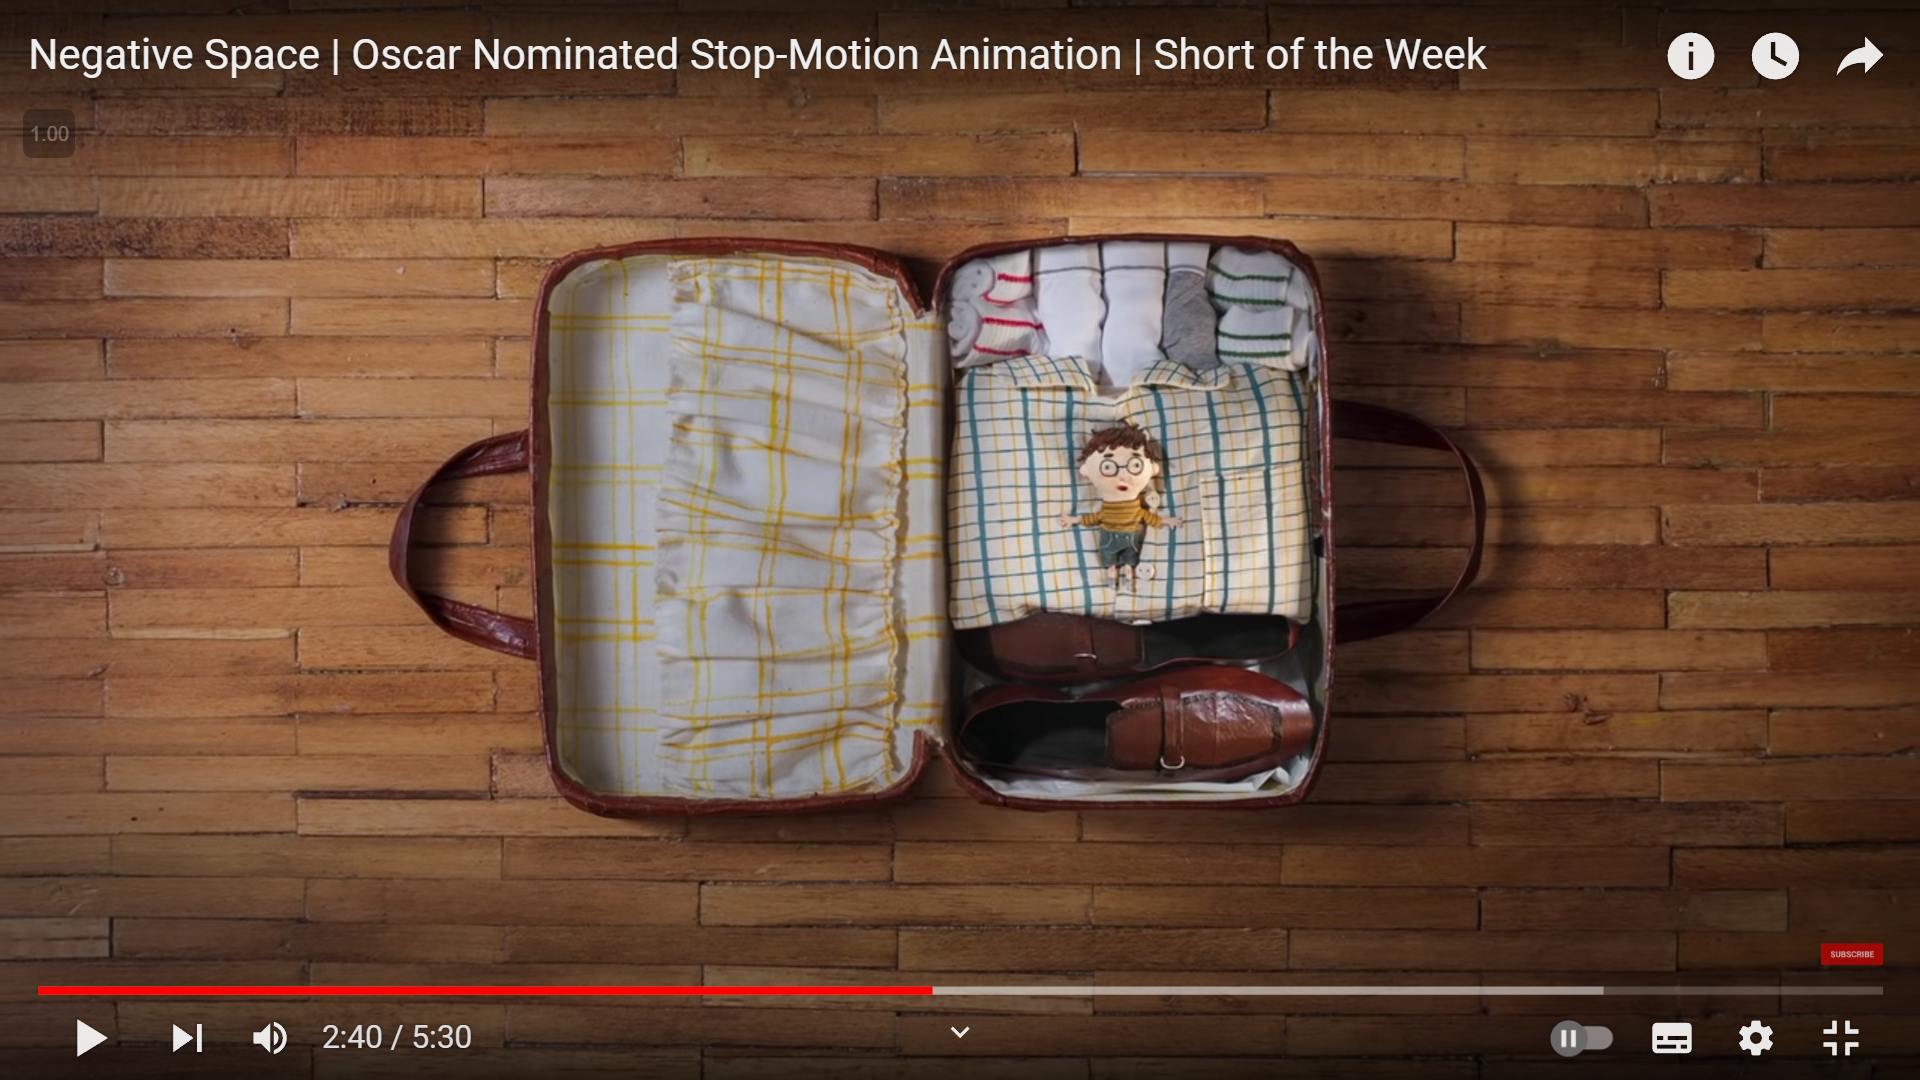 Negative Space | Oscar Nominated Stop-Motion Animation | Short of the Week
1.00
SUBSCRIBE
2:40 / 5:30